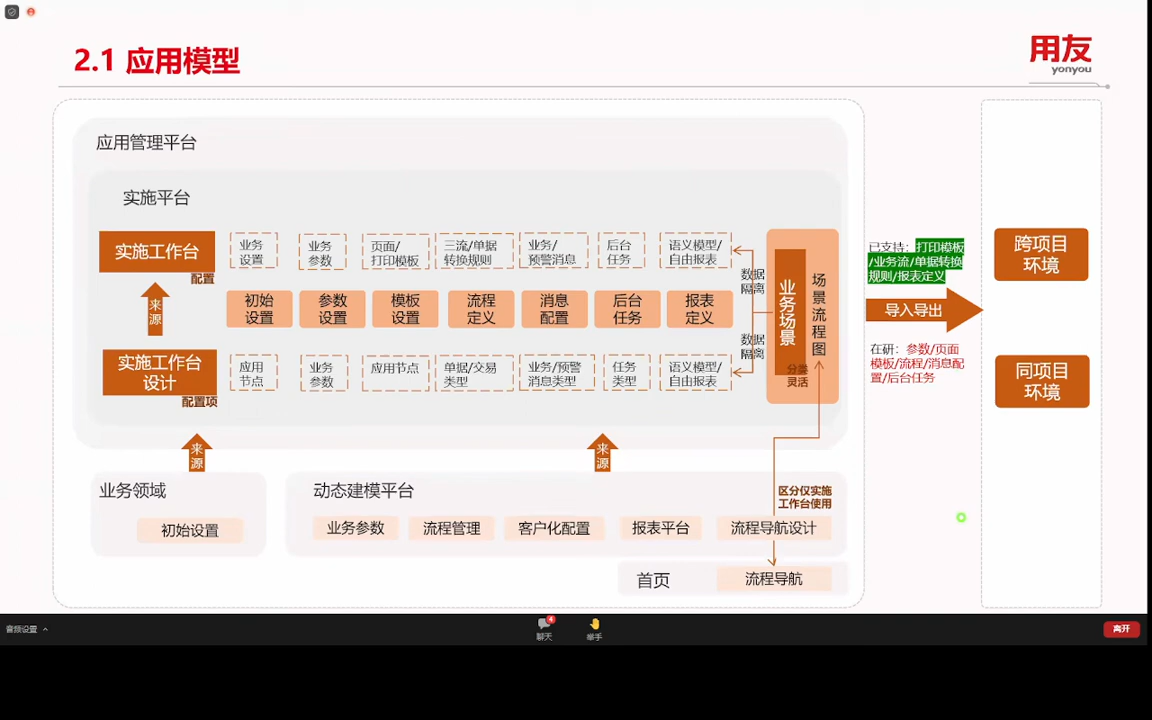 2.1 应用模型
用友
yonyou
应用管理平台
实施平台
实施工作台
配置
业务
设置
业务
参数
页面/
打印模板
三流/单据
转换规则
业务/
预警消息
后台
任务
语义模型/
自由报表
来
源
初始
设置
参数
设置
模板
设置
流程
定义
消息
配置
后台
任务
报表
定义
数据
隔离
数据
隔离
业务场景
场景流程图
分类
灵活
实施工作台
设计
配置项
应用
节点
业务
参数
应用节点
单据/交易
类型
业务/预警
消息类型
任务
类型
语义模型/
自由报表
已支持：打印模板
/业务流/单据转换
规则/报表定义
导入导出
在研：参数/页面
模板/流程/消息配
置/后台任务
跨项目
环境
同项目
环境
来
源
来
源
业务领域
初始设置
动态建模平台
业务参数
流程管理
客户化配置
报表平台
流程导航设计
区分仅实施
工作台使用
首页
流程导航
音频设置
4
聊天
举手
离开